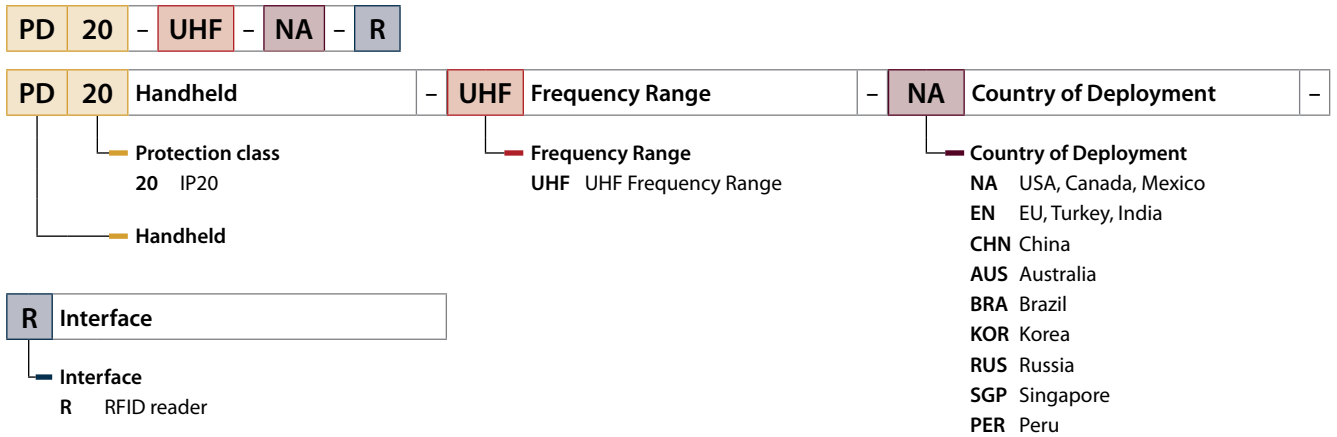 PD 20 – UHF – NA – R
PD 20 Handheld – UHF Frequency Range – NA Country of Deployment –
Protection class
20 IP20
Handheld
Frequency Range
UHF UHF Frequency Range
Country of Deployment
NA USA, Canada, Mexico
EN EU, Turkey, India
CHN China
AUS Australia
BRA Brazil
KOR Korea
RUS Russia
SGP Singapore
PER Peru
R Interface
Interface
R RFID reader